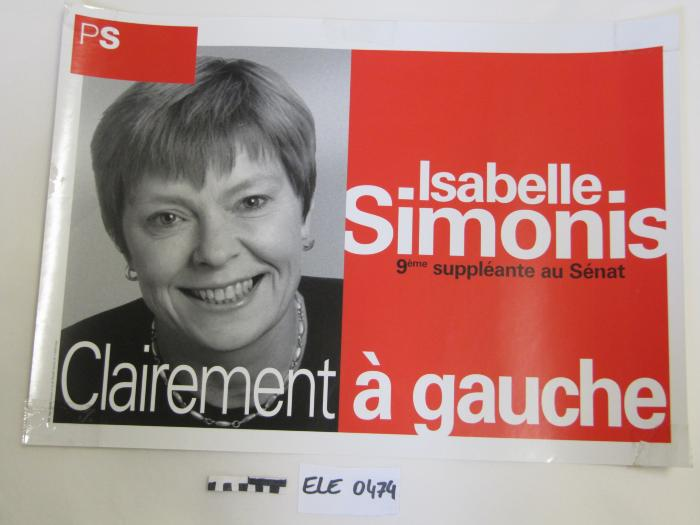 PS
Isabelle
Simonis
9ème suppléante au Sénat
Clairement à gauche
ELE 0474